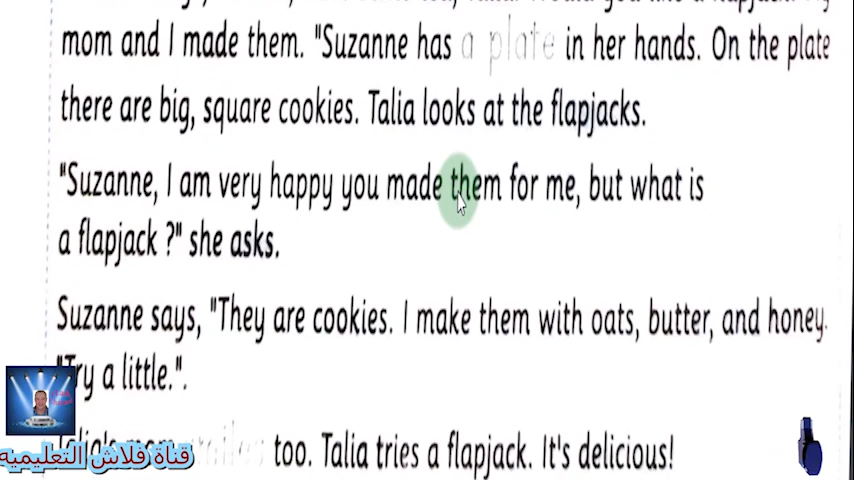 mom and I made them. "Suzanne has a plate in her hands. On the plate
there are big, square cookies. Talia looks at the flapjacks.
"Suzanne, I am very happy you made them for me, but what is
a flapjack ?" she asks.
Suzanne says, "They are cookies. I make them with oats, butter, and honey.
"Try a little.".
too. Talia tries a flapjack. It's delicious!
قناة فلاش التعليمية